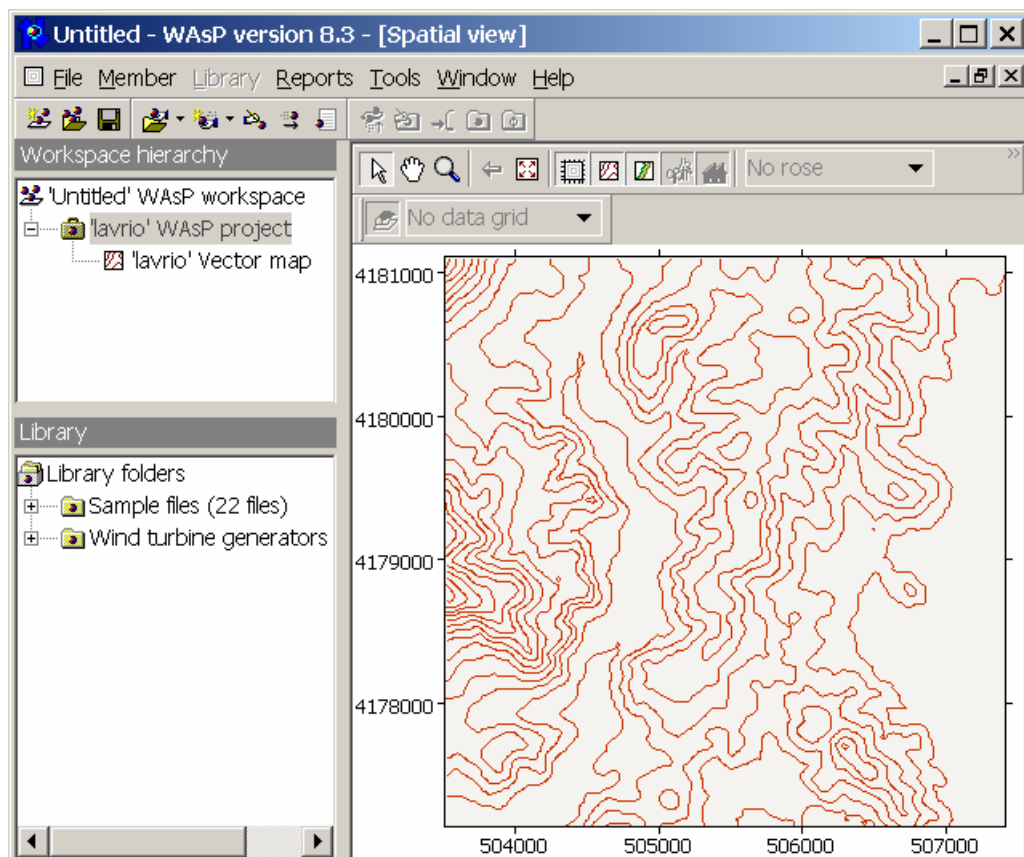 Untitled - WAsP version 8.3 - [Spatial view]
File Member Library Reports Tools Window Help
Workspace hierarchy
'Untitled' WAsP workspace
'lavrio' WAsP project
'lavrio' Vector map
Library
Library folders
Sample files (22 files)
Wind turbine generators
No rose
No data grid
4181000
4180000
4179000
4178000
504000 505000 506000 507000